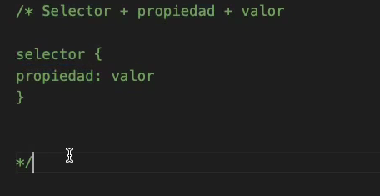 /* Selector + propiedad + valor
selector {
propiedad: valor
}
*/